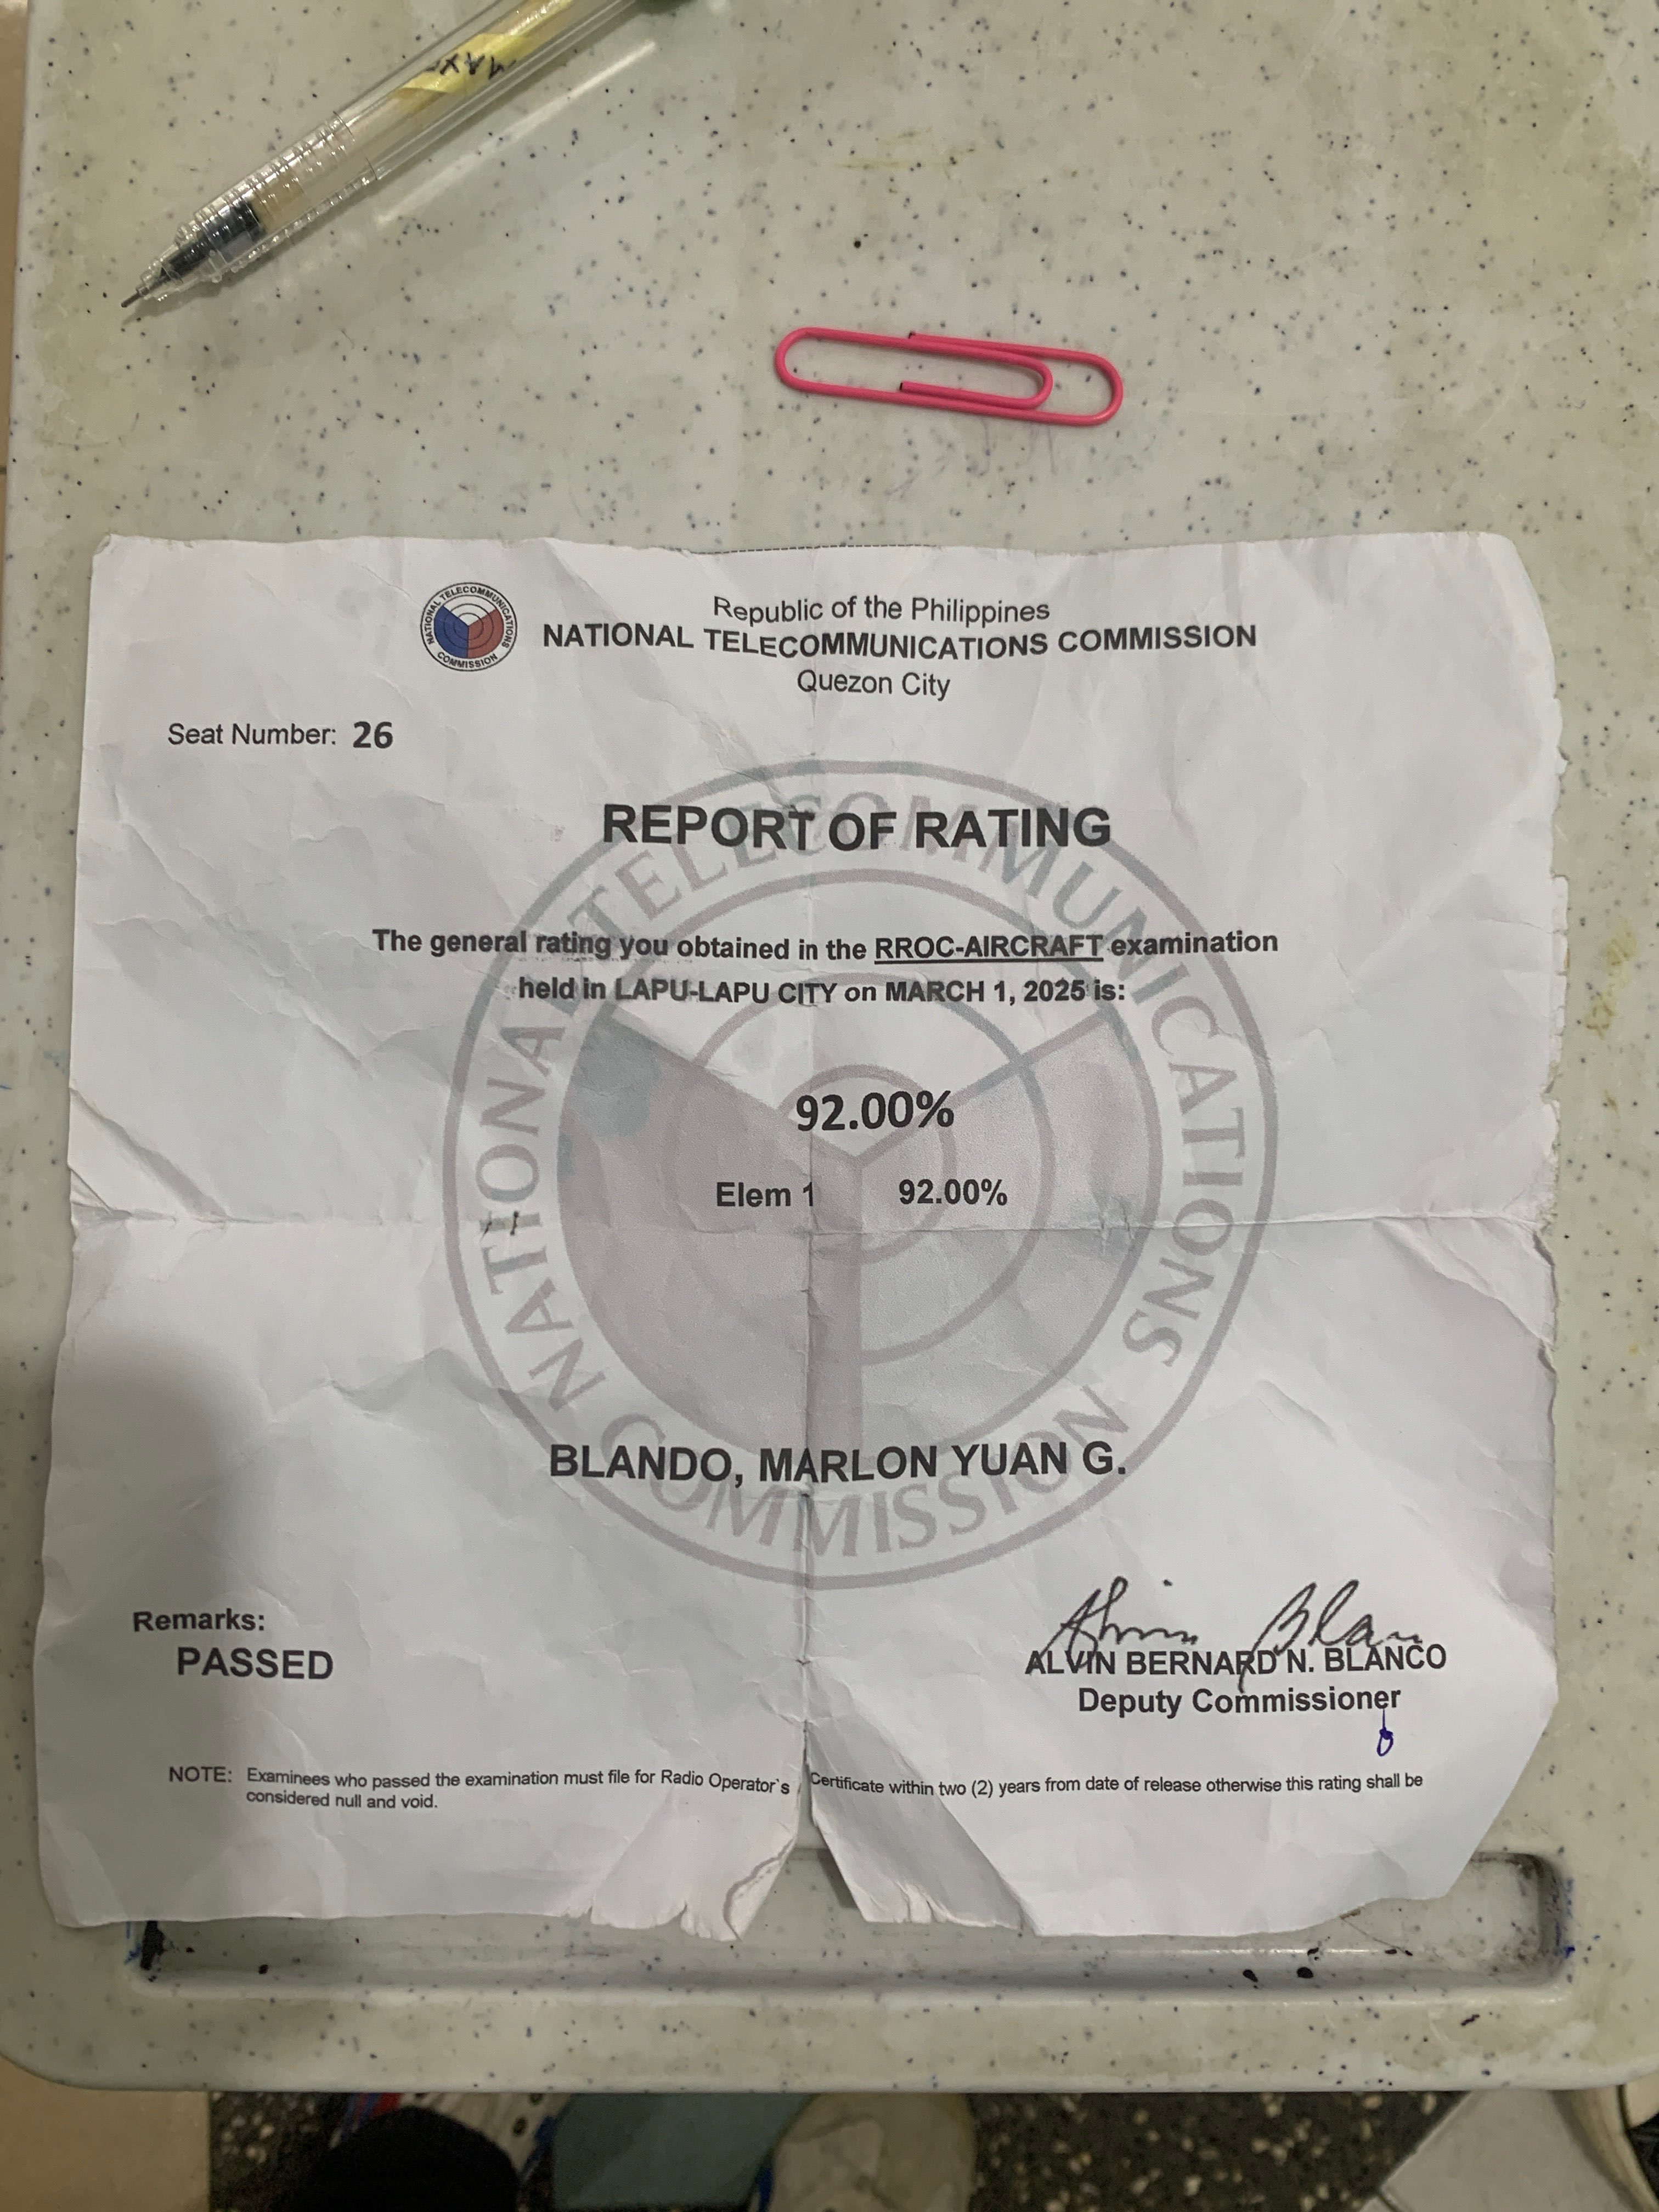 MAX
Republic of the Philippines
NATIONAL TELECOMMUNICATIONS COMMISSION
NATIONAL TELECOMMUNICATIONS COMMISSION
Quezon City
Seat Number: 26
REPORT OF RATING
The general rating you obtained in the RROC-AIRCRAFT examination
held in LAPU-LAPU CITY on MARCH 1, 2025 is:
92.00%
Elem 1 92.00%
NATIONAL TELECOMMUNICATIONS COMMISSION
BLANDO, MARLON YUAN G.
Remarks:
PASSED
Alvin Blan
ALVIN BERNARD N. BLANCO
Deputy Commissioner
NOTE: Examinees who passed the examination must file for Radio Operator`s Certificate within two (2) years from date of release otherwise this rating shall be
considered null and void.